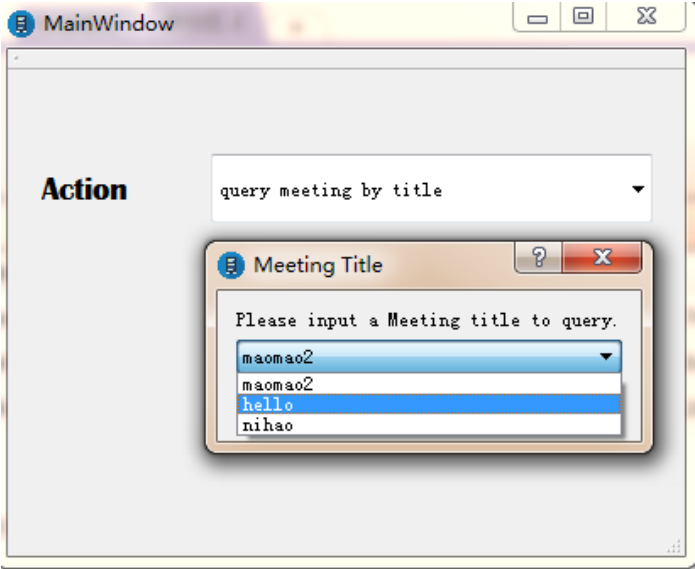 MainWindow
Action
query meeting by title
Meeting Title
?
Please input a Meeting title to query.
maomao2
maomao2
hello
nihao